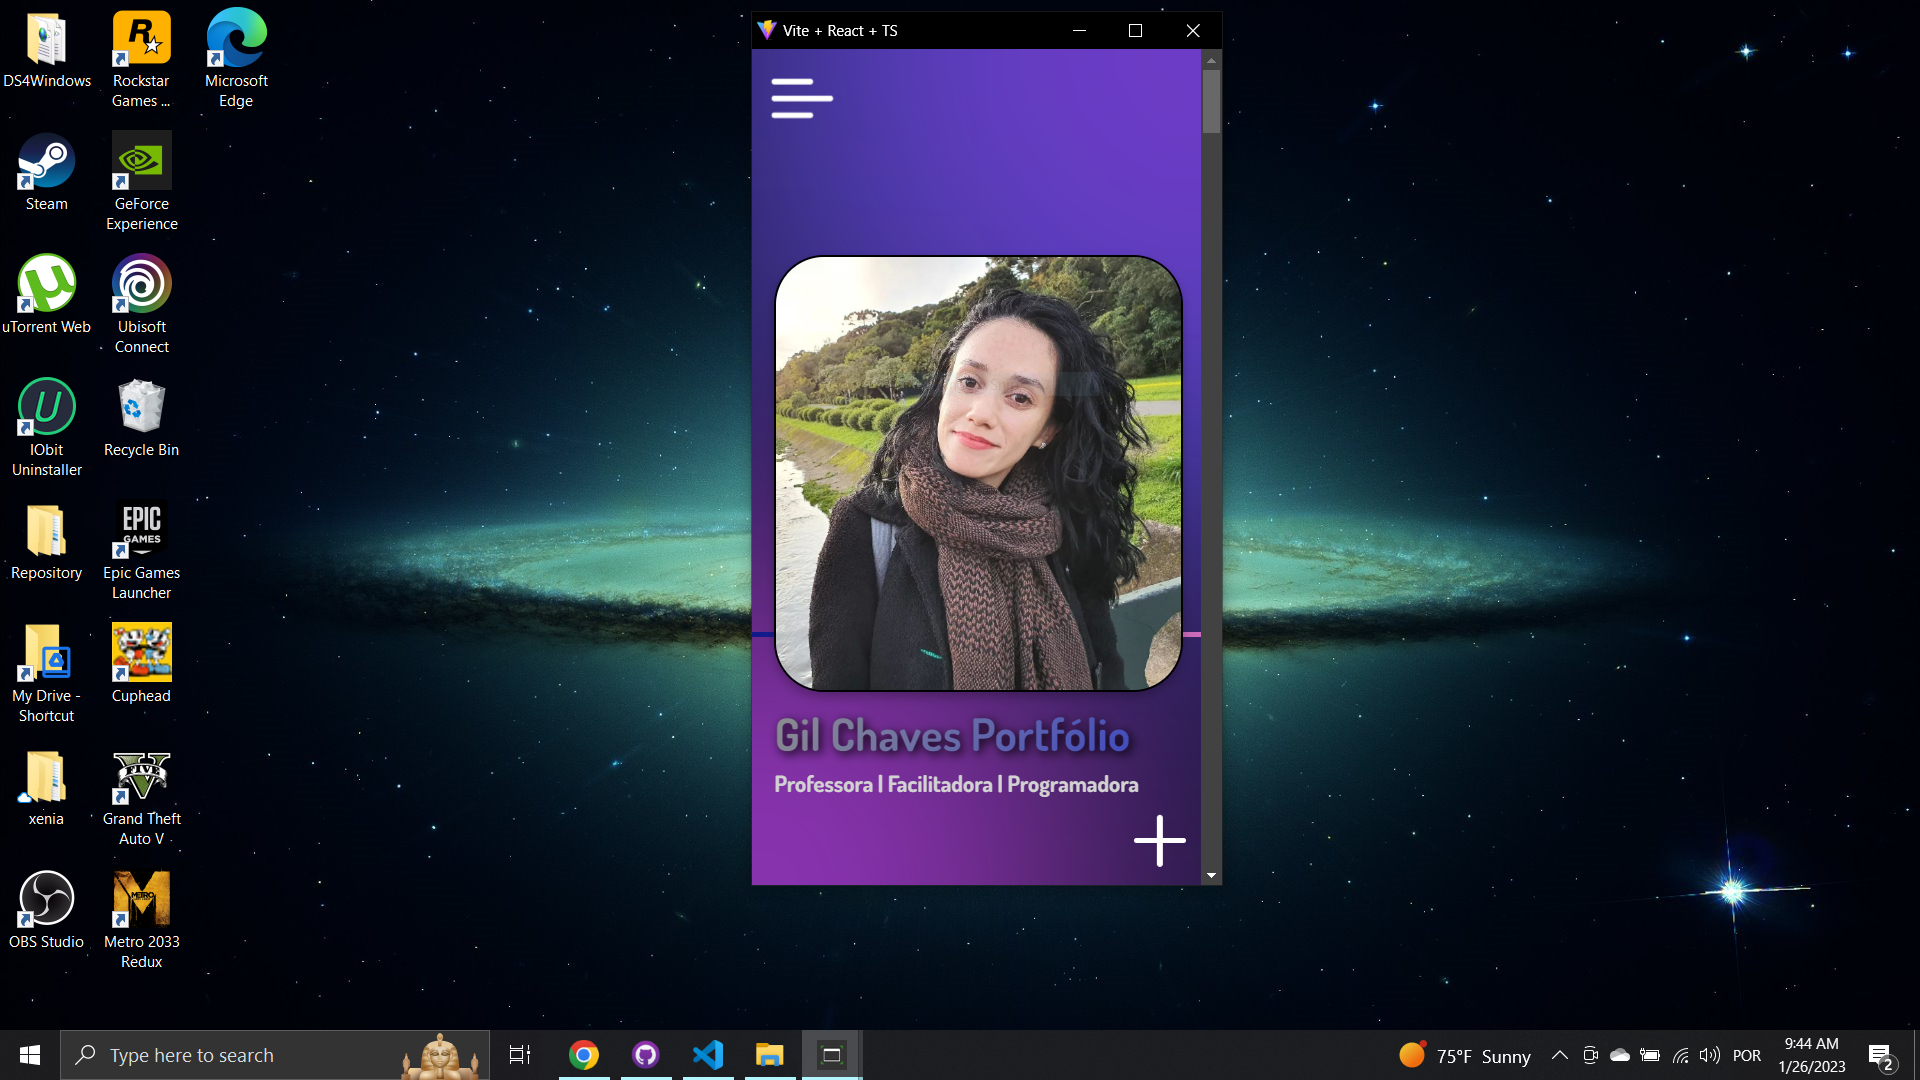 DS4Windows
Rockstar
Games ...
Microsoft
Edge
Steam
GeForce
Experience
uTorrent Web
Ubisoft
Connect
IObit
Uninstaller
Recycle Bin
Repository
EPIC
GAMES
Epic Games
Launcher
My Drive -
Shortcut
Cuphead
xenia
FIVE
Grand Theft
Auto V
OBS Studio
METRO
Metro 2033
Redux
Vite + React + TS
Gil Chaves Portfólio
Professora | Facilitadora | Programadora
Type here to search
75°F Sunny
POR
9:44 AM
1/26/2023
2